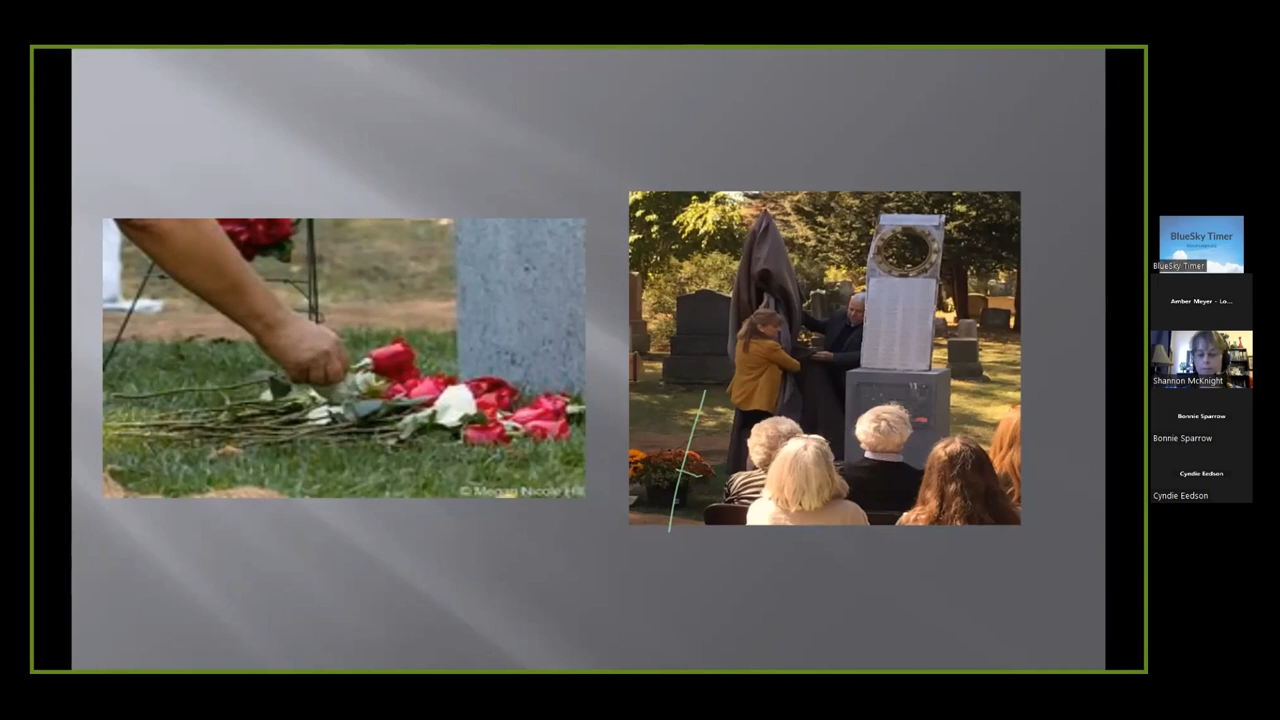 © Megan Nicole Hill
BlueSky Timer
BlueSky Timer
Amber Meyer - Lo...
Shannon McKnight
Bonnie Sparrow
Bonnie Sparrow
Cyndie Eedson
Cyndie Eedson